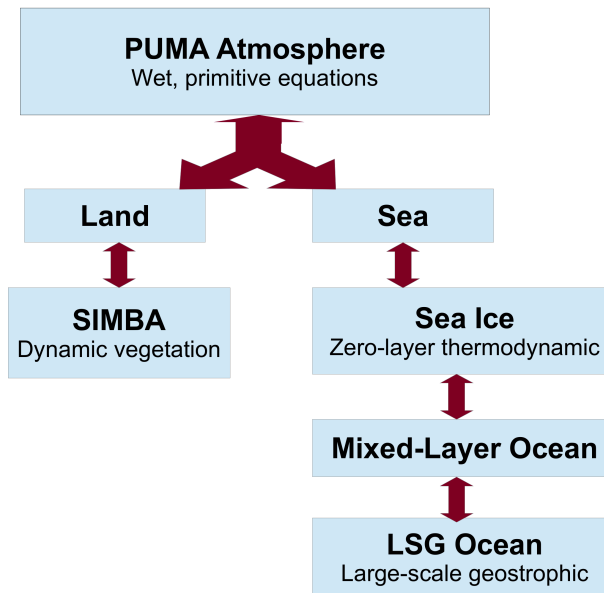 PUMA Atmosphere
Wet, primitive equations
Land
Sea
SIMBA
Dynamic vegetation
Sea Ice
Zero-layer thermodynamic
Mixed-Layer Ocean
LSG Ocean
Large-scale geostrophic